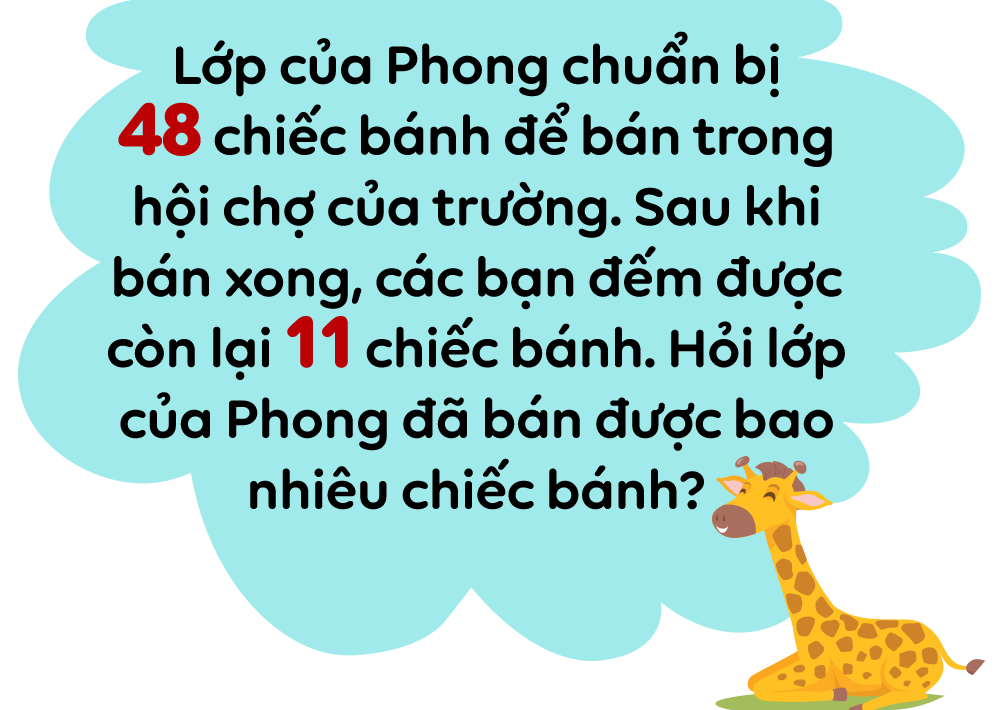 Lớp của Phong chuẩn bị
48 chiếc bánh để bán trong
hội chợ của trường. Sau khi
bán xong, các bạn đếm được
còn lại 11 chiếc bánh. Hỏi lớp
của Phong đã bán được bao
nhiêu chiếc bánh?